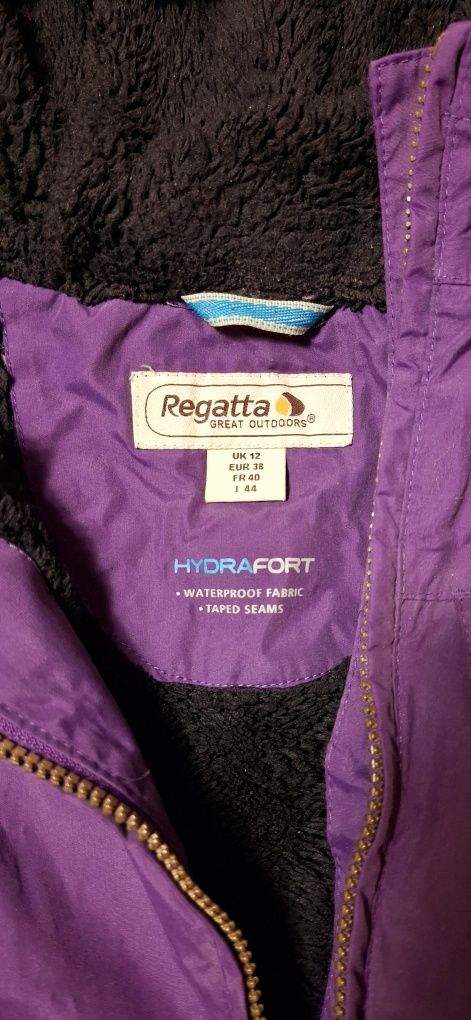 Regatta
GREAT OUTDOORS®
UK 12
EUR 38
FR 40
I 44
HYDRAFORT
• WATERPROOF FABRIC
• TAPED SEAMS